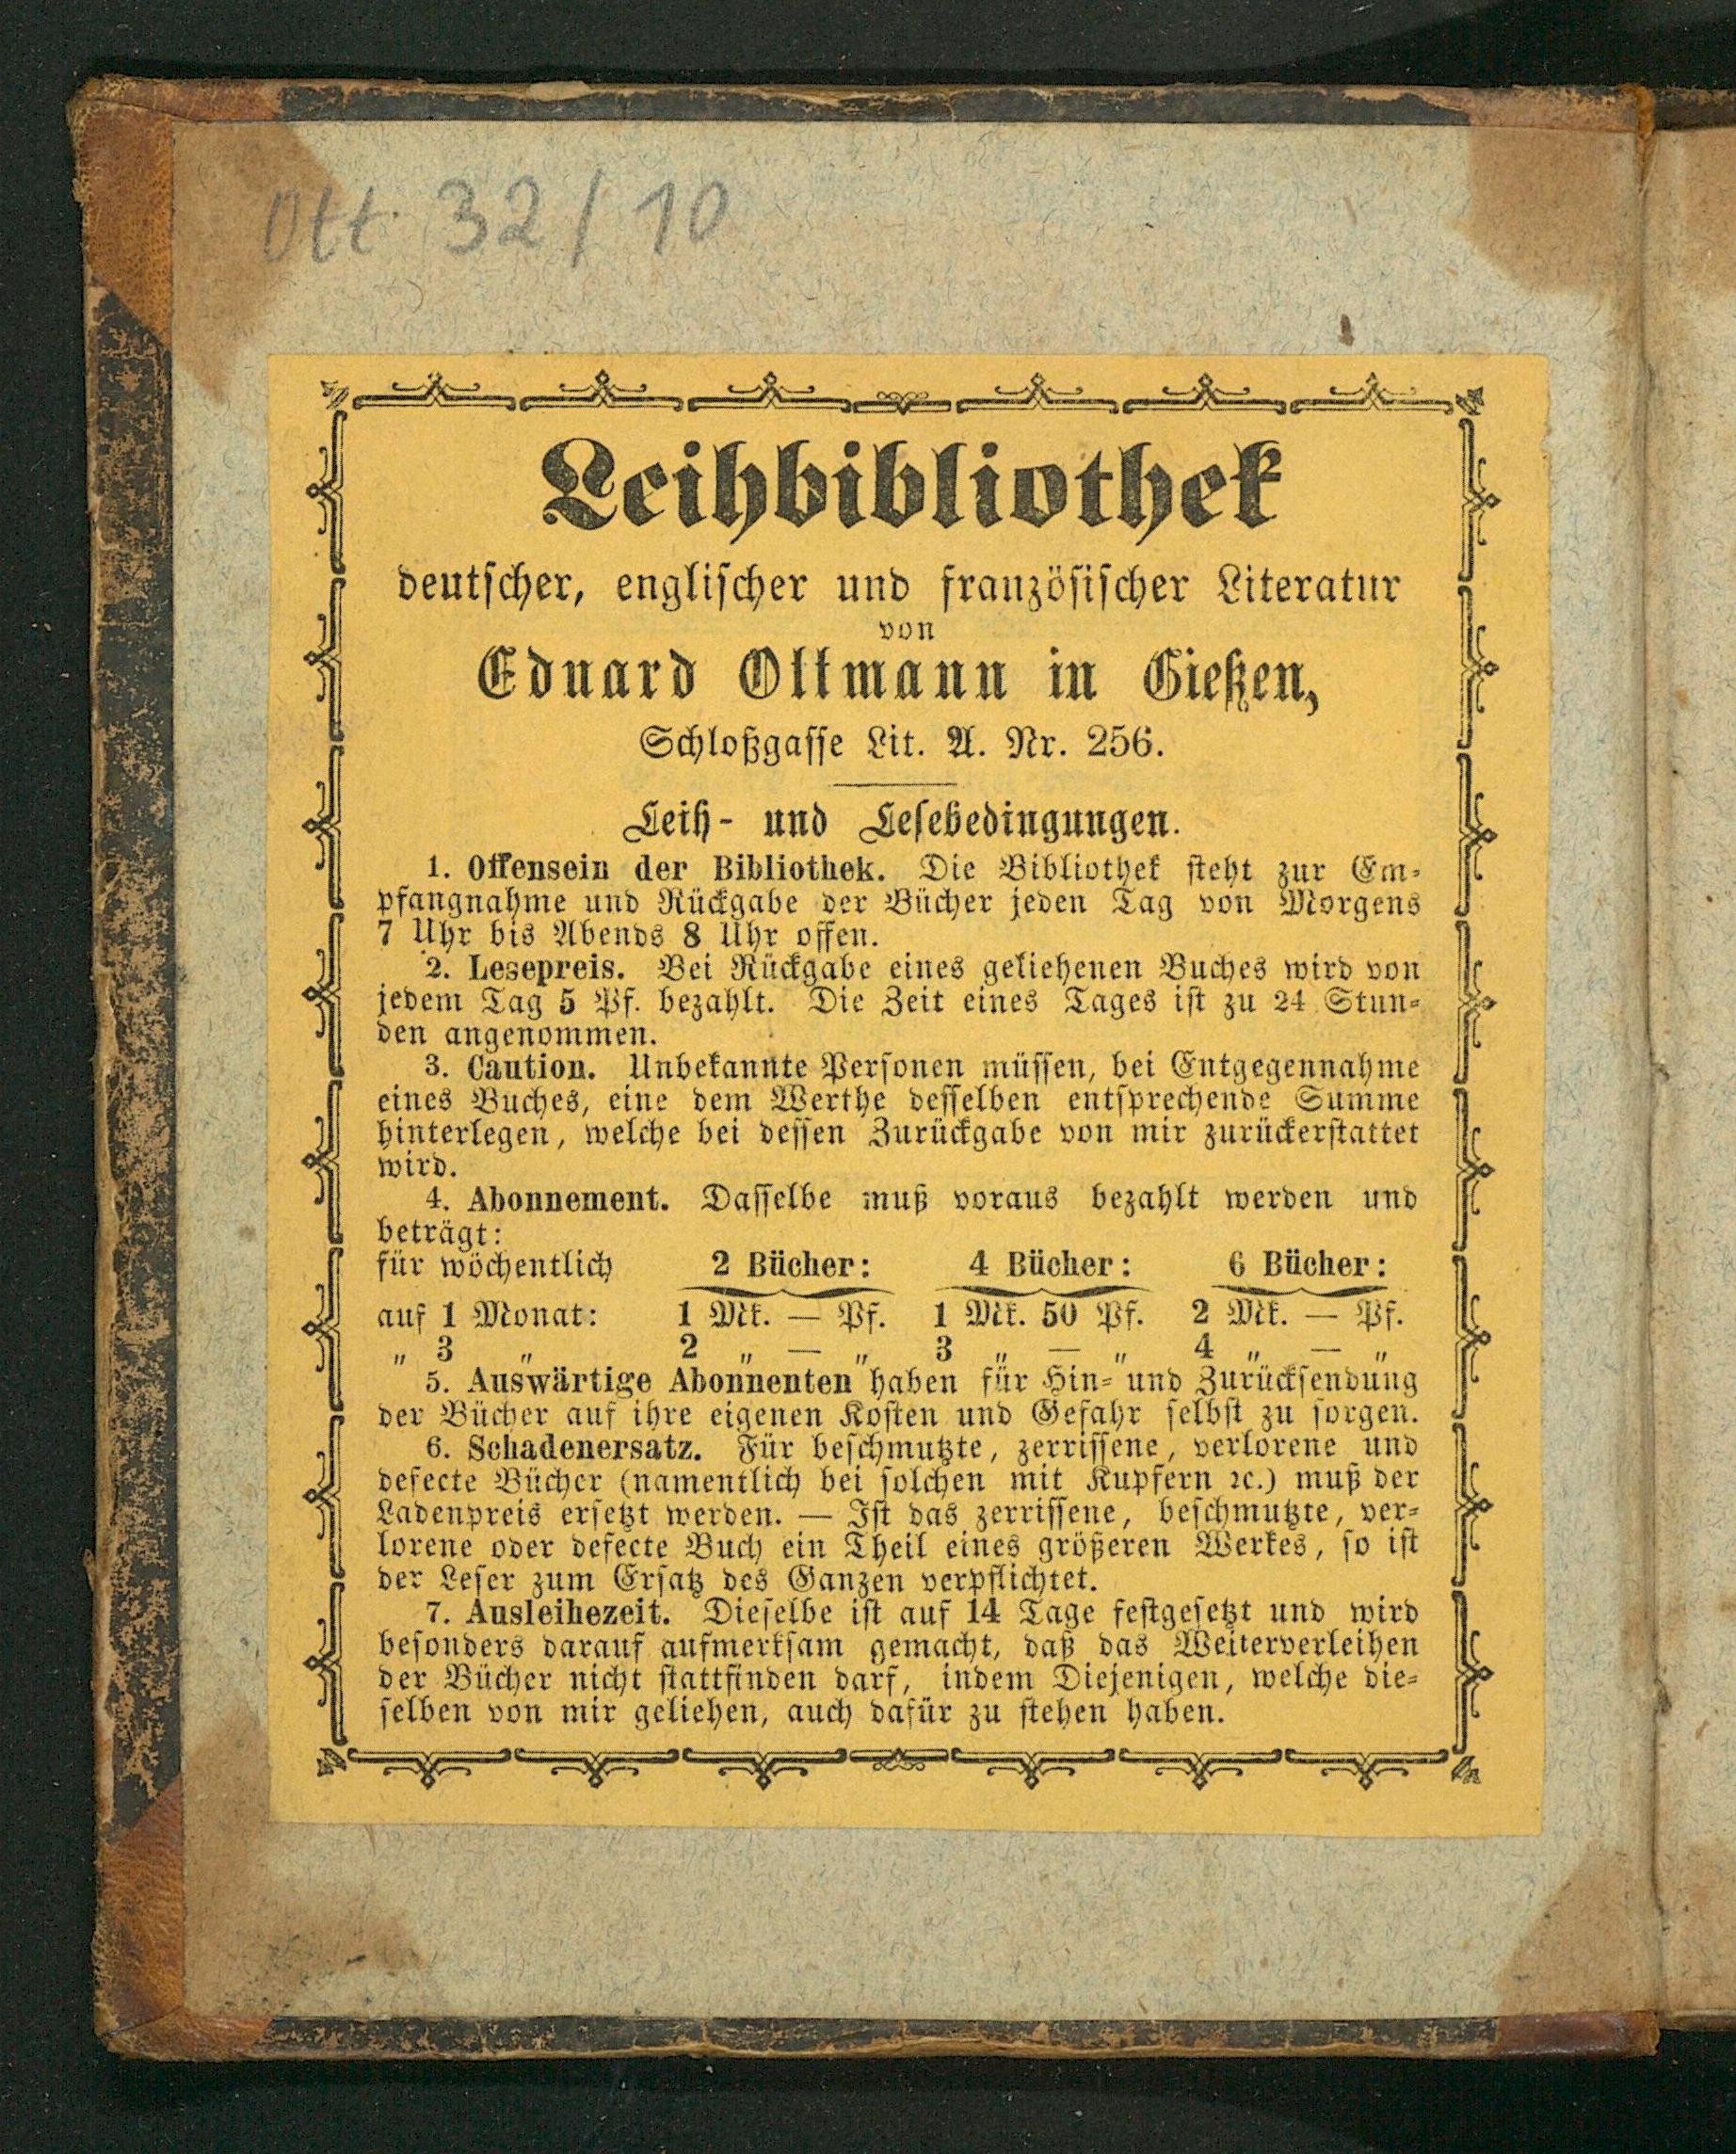 Ott 32/10
Leihbibliothek
deutscher, englischer und französischer Literatur
von
Eduard Ottmann in Gießen,
Schloßgasse Lit. A. Nr. 256.
Leih- und Lesebedingungen.
1. Offensein der Bibliothek. Die Bibliothek steht zur Em-
pfangnahme und Rückgabe der Bücher jeden Tag von Morgens
7 Uhr bis Abends 8 Uhr offen.
2. Lesepreis. Bei Rückgabe eines geliehenen Buches wird von
jedem Tag 5 Pf. bezahlt. Die Zeit eines Tages ist zu 24 Stun-
den angenommen.
3. Caution. Unbekannte Personen müssen, bei Entgegennahme
eines Buches, eine dem Werthe desselben entsprechende Summe
hinterlegen, welche bei dessen Zurückgabe von mir zurückerstattet
wird.
4. Abonnement. Dasselbe muß voraus bezahlt werden und
beträgt:
für wöchentlich 2 Bücher: 4 Bücher: 6 Bücher:
auf 1 Monat: 1 Mk. — Pf. 1 Mk. 50 Pf. 2 Mk. — Pf.
„ 3 „ 2 „ — „ 3 „ — „ 4 „ — „
5. Auswärtige Abonnenten haben für Hin- und Zurücksendung
der Bücher auf ihre eigenen Kosten und Gefahr selbst zu sorgen.
6. Schadenersatz. Für beschmutzte, zerrissene, verlorene und
defecte Bücher (namentlich bei solchen mit Kupfern ꝛc.) muß der
Ladenpreis ersetzt werden. — Ist das zerrissene, beschmutzte, ver-
lorene oder defecte Buch ein Theil eines größeren Werkes, so ist
der Leser zum Ersatz des Ganzen verpflichtet.
7. Ausleihezeit. Dieselbe ist auf 14 Tage festgesetzt und wird
besonders darauf aufmerksam gemacht, daß das Weiterverleihen
der Bücher nicht stattfinden darf, indem Diejenigen, welche die-
selben von mir geliehen, auch dafür zu stehen haben.